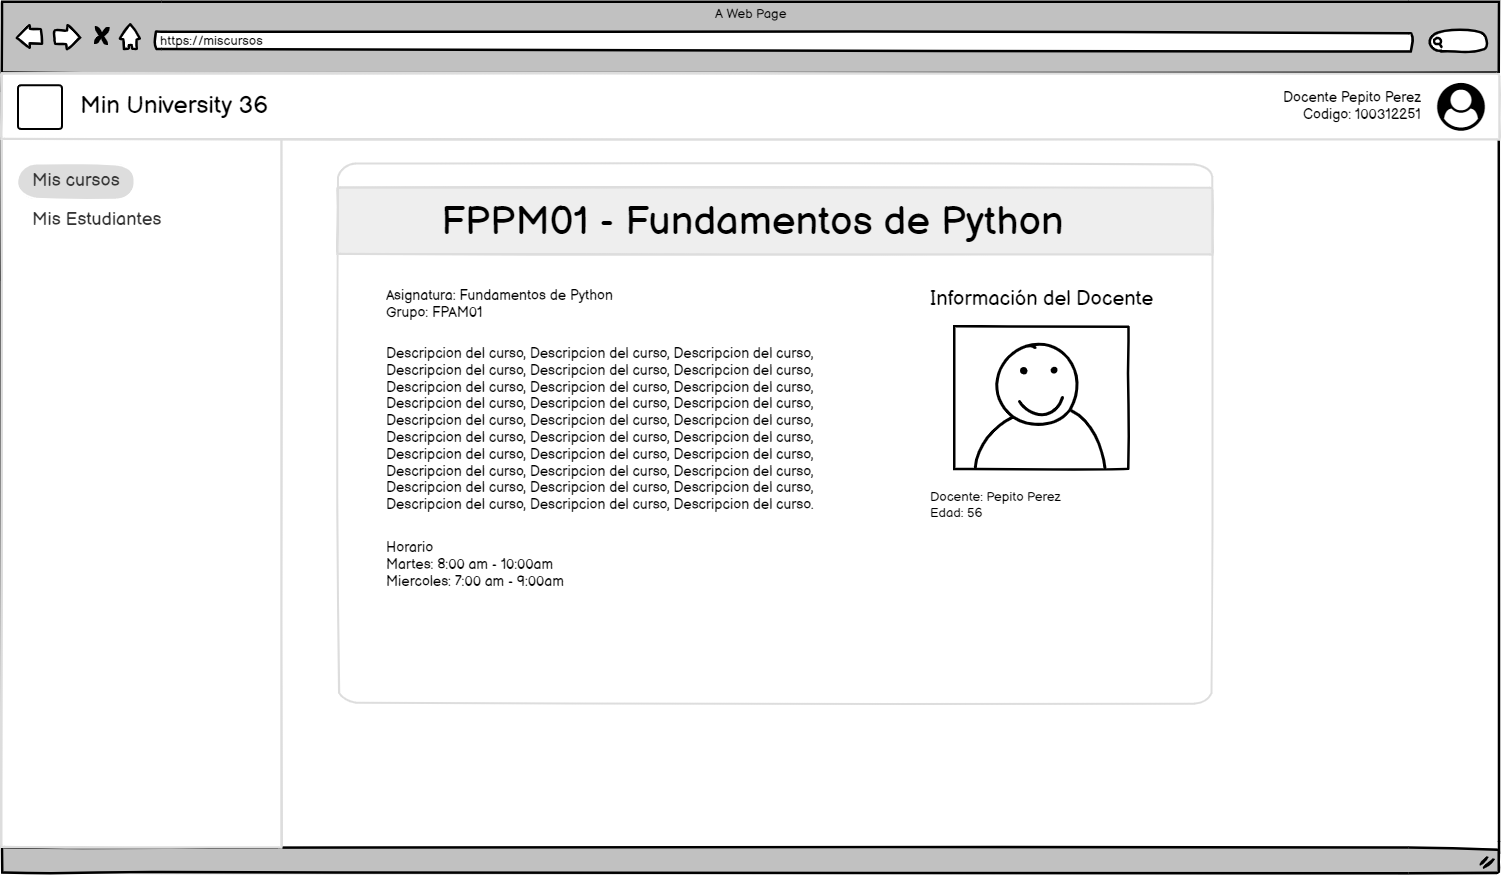 A Web Page
https://miscursos
Min University 36
Docente Pepito Perez
Codigo: 100312251
Mis cursos
Mis Estudiantes
FPPM01 - Fundamentos de Python
Asignatura: Fundamentos de Python
Grupo: FPAM01
Descripcion del curso, Descripcion del curso, Descripcion del curso,
Descripcion del curso, Descripcion del curso, Descripcion del curso,
Descripcion del curso, Descripcion del curso, Descripcion del curso,
Descripcion del curso, Descripcion del curso, Descripcion del curso,
Descripcion del curso, Descripcion del curso, Descripcion del curso,
Descripcion del curso, Descripcion del curso, Descripcion del curso,
Descripcion del curso, Descripcion del curso, Descripcion del curso,
Descripcion del curso, Descripcion del curso, Descripcion del curso,
Descripcion del curso, Descripcion del curso, Descripcion del curso,
Descripcion del curso, Descripcion del curso, Descripcion del curso.
Horario
Martes: 8:00 am - 10:00am
Miercoles: 7:00 am - 9:00am
Información del Docente
Docente: Pepito Perez
Edad: 56